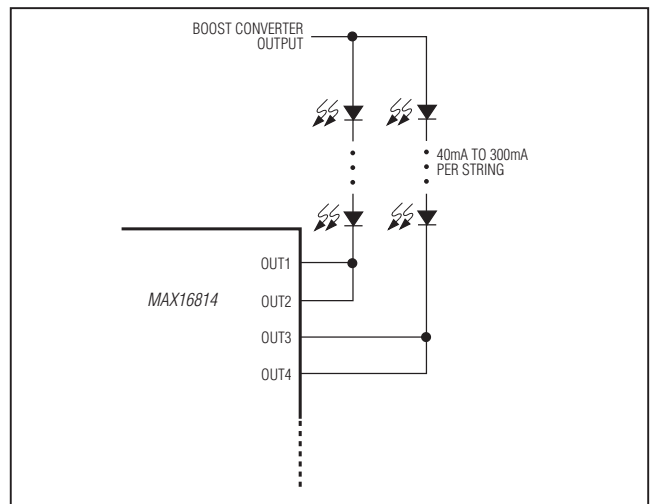 BOOST CONVERTER
OUTPUT
40mA TO 300mA
PER STRING
OUT1
MAX16814
OUT2
OUT3
OUT4